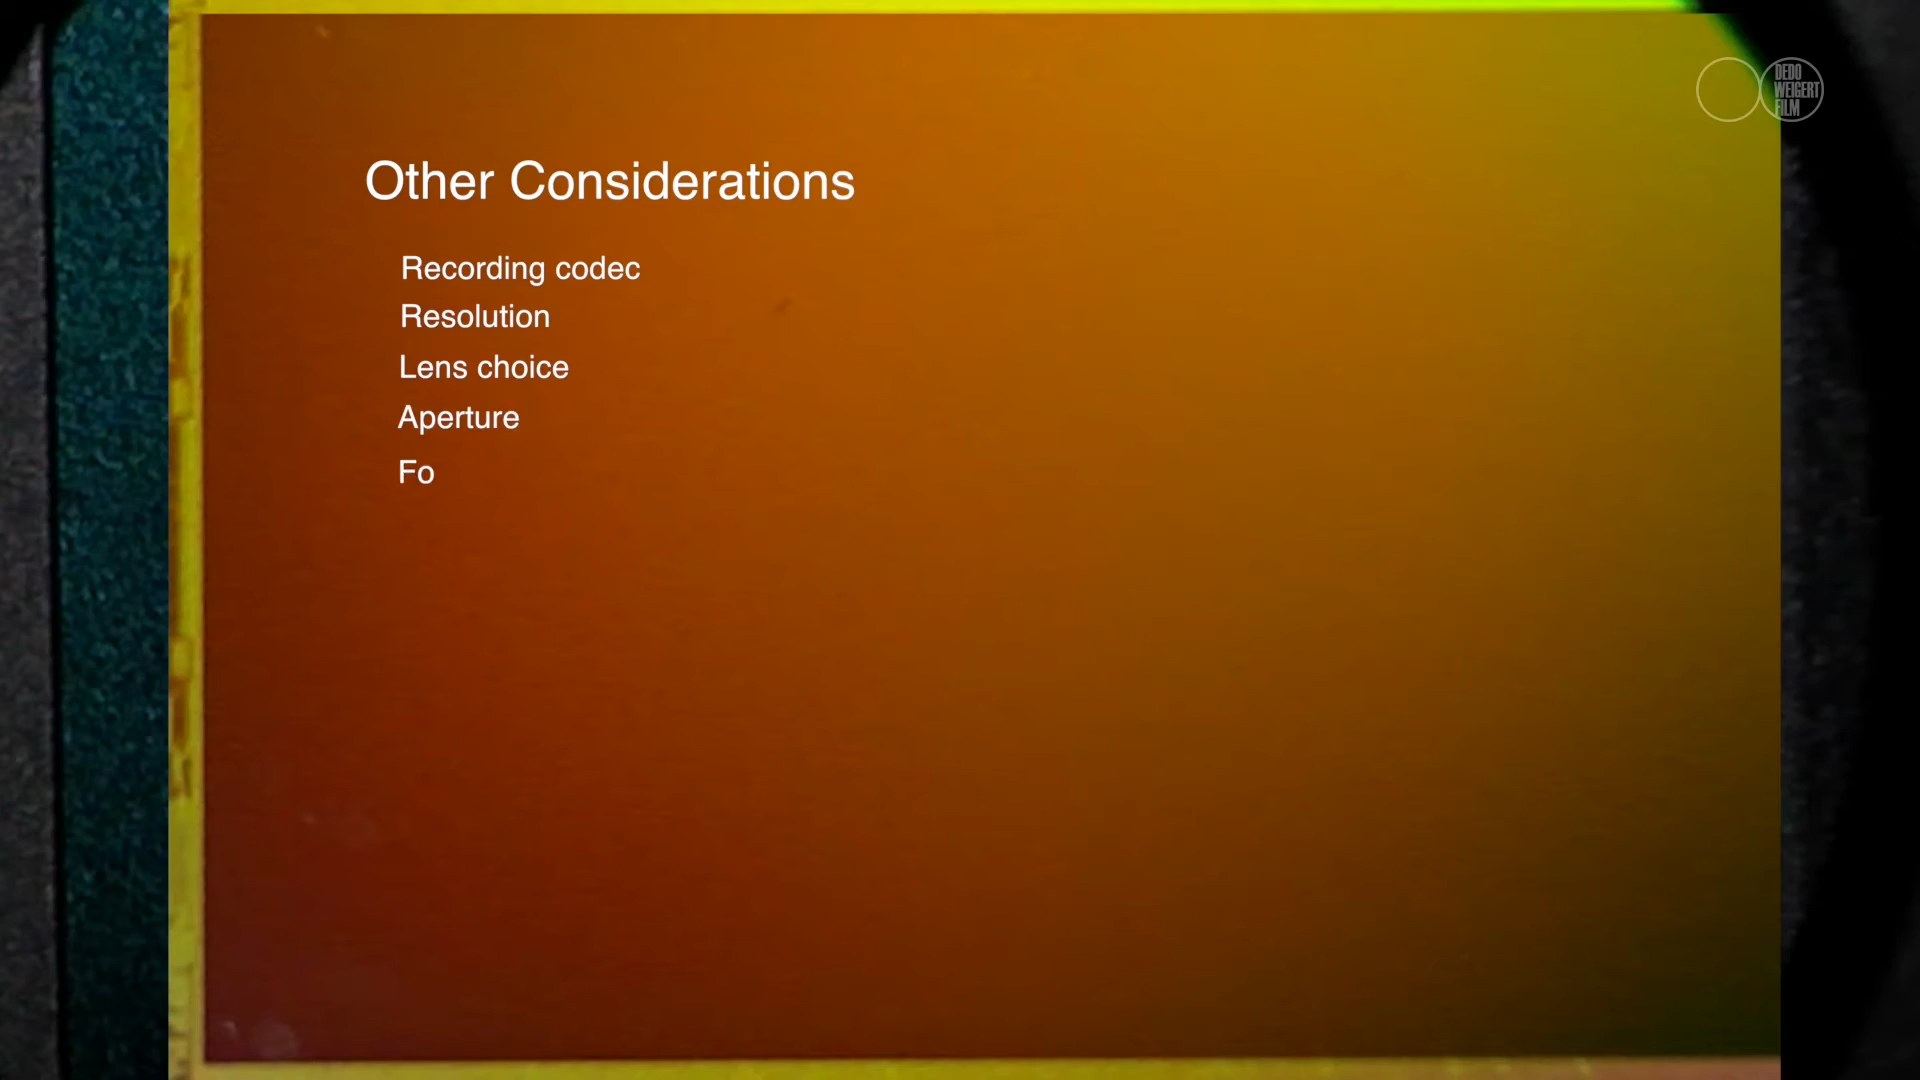 DEDO
WEIGERT
FILM
Other Considerations
Recording codec
Resolution
Lens choice
Aperture
Fo